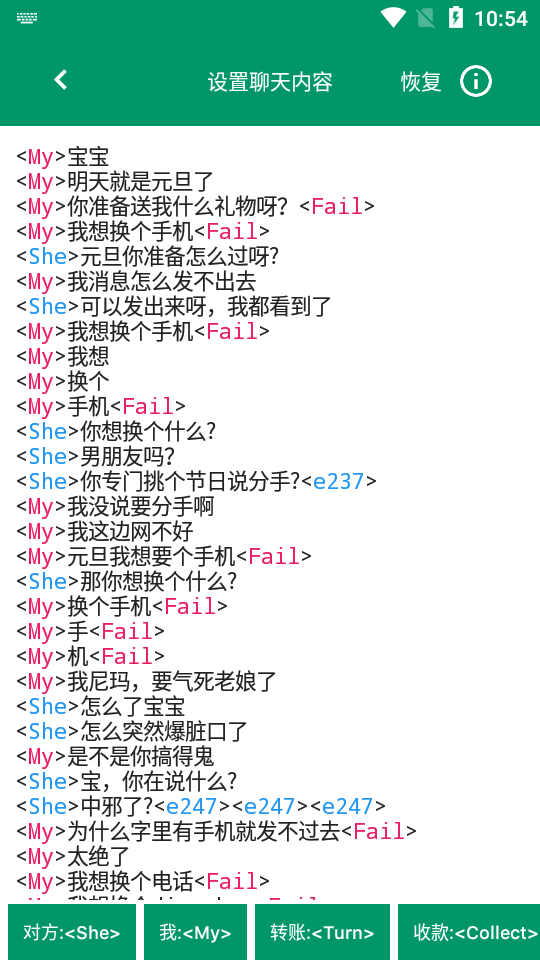 10:54
设置聊天内容
恢复
<My>宝宝
<My>明天就是元旦了
<My>你准备送我什么礼物呀？<Fail>
<My>我想换个手机<Fail>
<She>元旦你准备怎么过呀?
<My>我消息怎么发不出去
<She>可以发出来呀，我都看到了
<My>我想换个手机<Fail>
<My>我想
<My>换个
<My>手机<Fail>
<She>你想换个什么?
<She>男朋友吗？
<She>你专门挑个节日说分手?<e237>
<My>我没说要分手啊
<My>我这边网不好
<My>元旦我想要个手机<Fail>
<She>那你想换个什么?
<My>换个手机<Fail>
<My>手<Fail>
<My>机<Fail>
<My>我尼玛，要气死老娘了
<She>怎么了宝宝
<She>怎么突然爆脏口了
<My>是不是你搞得鬼
<She>宝，你在说什么?
<She>中邪了?<e247><e247><e247>
<My>为什么字里有手机就发不过去<Fail>
<My>太绝了
<My>我想换个电话<Fail>
对方:<She>
我:<My>
转账:<Turn>
收款:<Collect>